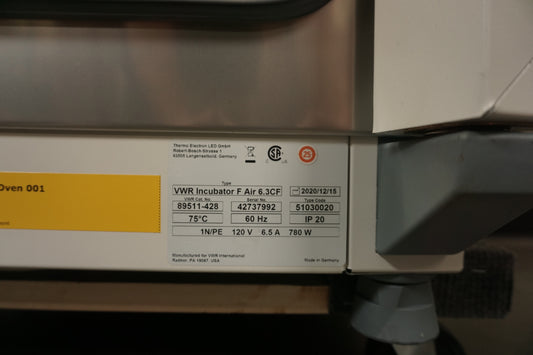 Oven 001
Thermo Electron LED GmbH
Robert-Bosch-Strasse 1
63505 Langenselbold, Germany
25
Type
VWR Incubator F Air 6.3CF
2020/12/15
VWR Cat. No.
Serial No.
Type Code
89511-428
42737992
51030020
75°C
60 Hz
IP 20
1N/PE 120 V 6.5 A 780 W
Manufactured for VWR International
Radnor, PA 19087, USA
Made in Germany